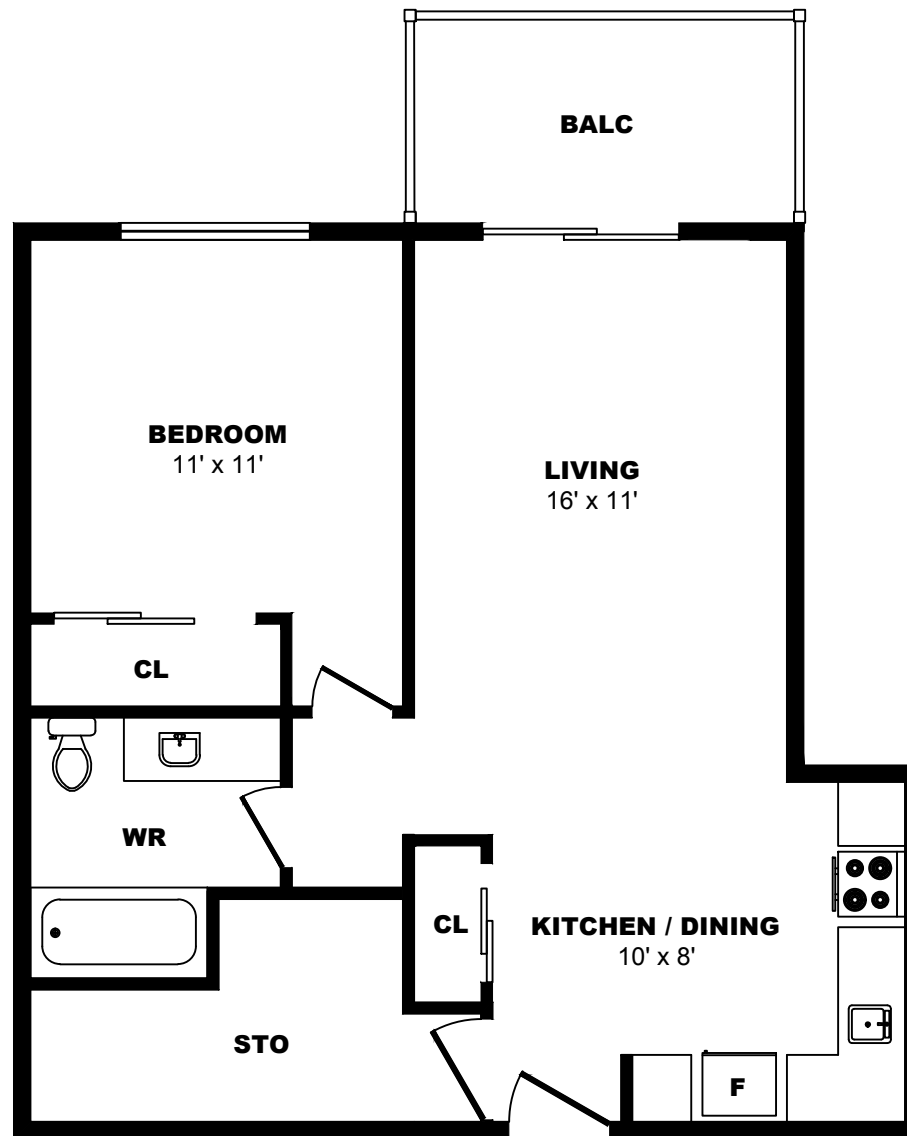 BALC
BEDROOM
11' x 11'
LIVING
16' x 11'
CL
WR
CL
KITCHEN / DINING
10' x 8'
STO
F